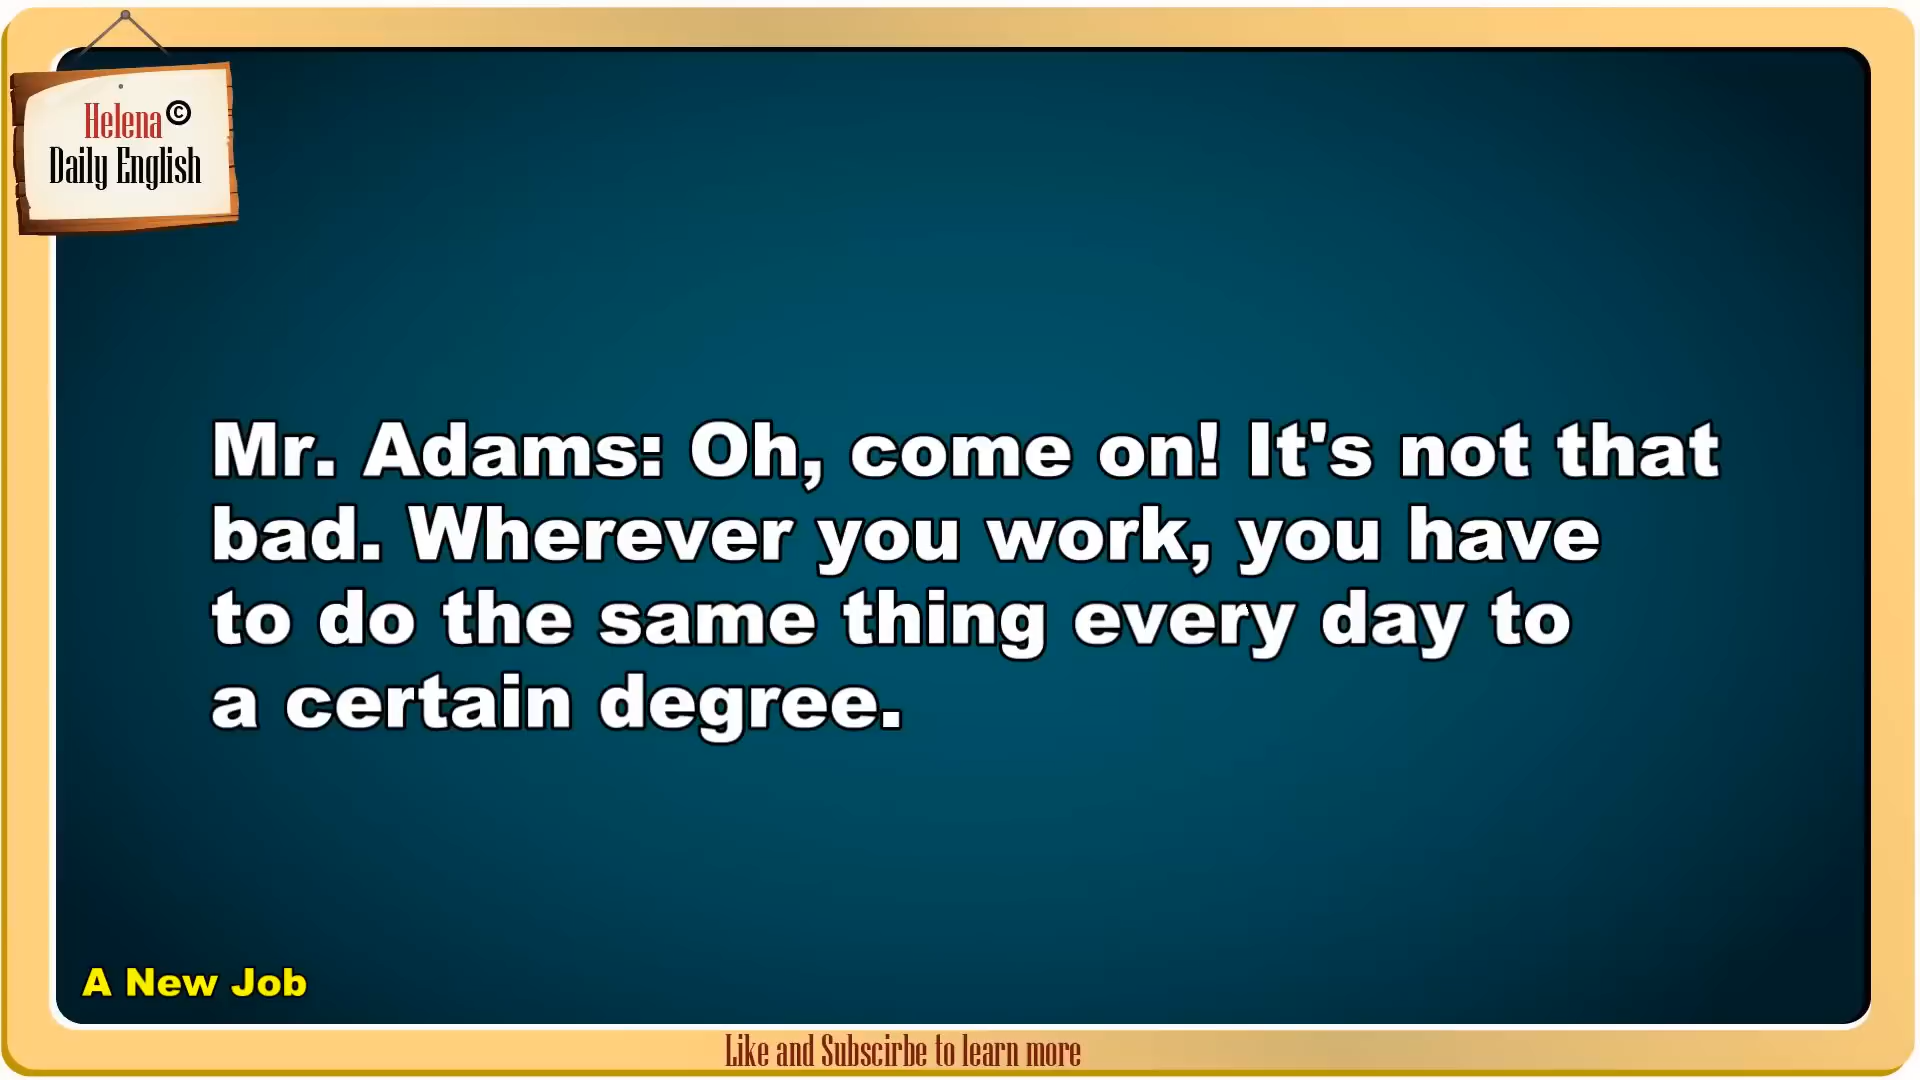 Helena©
Daily English
Mr. Adams: Oh, come on! It's not that
bad. Wherever you work, you have
to do the same thing every day to
a certain degree.
A New Job
Like and Subscirbe to learn more